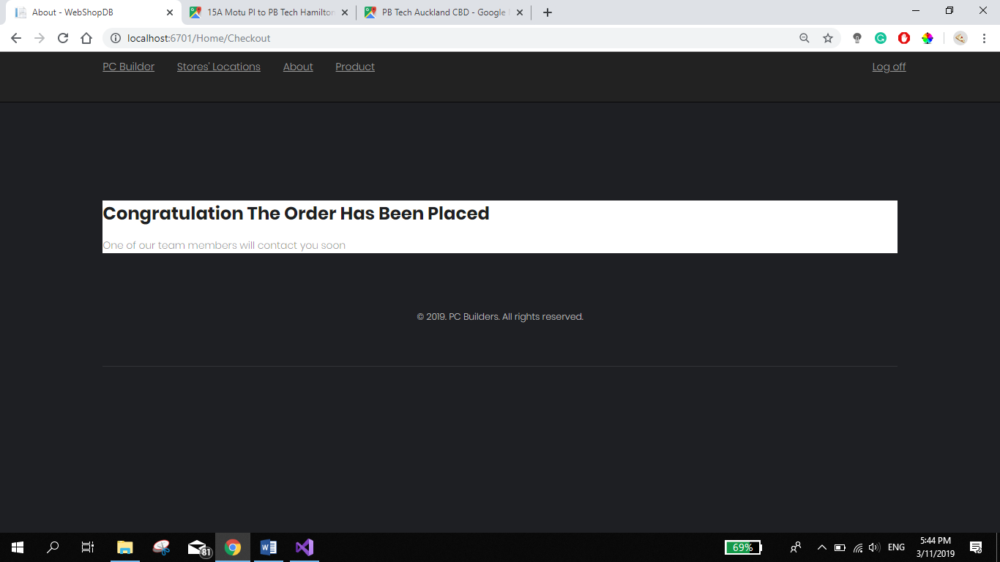 About - WebShopDB
15A Motu Pl to PB Tech Hamilton
PB Tech Auckland CBD - Google
localhost:6701/Home/Checkout
PC Builder Stores' Locations About Product Log off
Congratulation The Order Has Been Placed
One of our team members will contact you soon
© 2019. PC Builders. All rights reserved.
81
69%
ENG
5:44 PM
3/11/2019